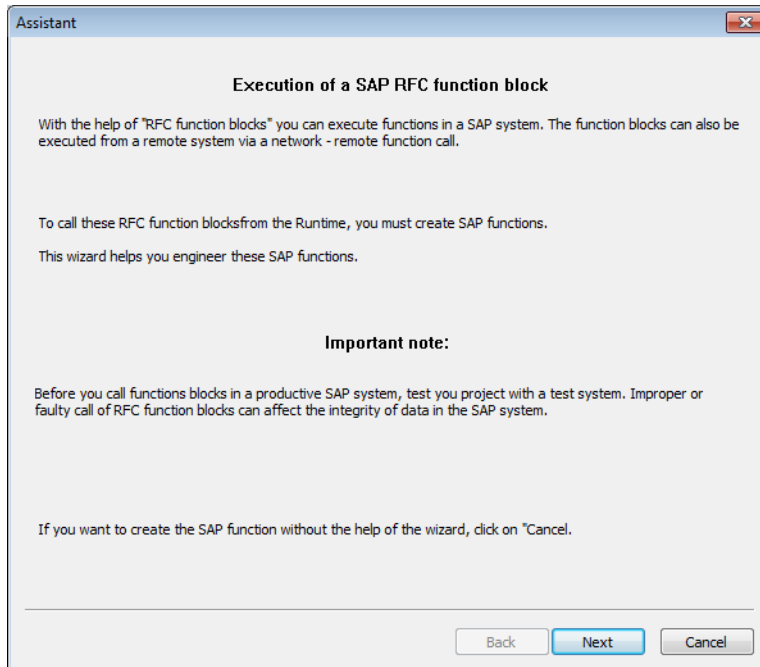 Assistant
Execution of a SAP RFC function block
With the help of "RFC function blocks" you can execute functions in a SAP system. The function blocks can also be
executed from a remote system via a network - remote function call.
To call these RFC function blocksfrom the Runtime, you must create SAP functions.
This wizard helps you engineer these SAP functions.
Important note:
Before you call functions blocks in a productive SAP system, test you project with a test system. Improper or
faulty call of RFC function blocks can affect the integrity of data in the SAP system.
If you want to create the SAP function without the help of the wizard, click on "Cancel.
Back Next Cancel